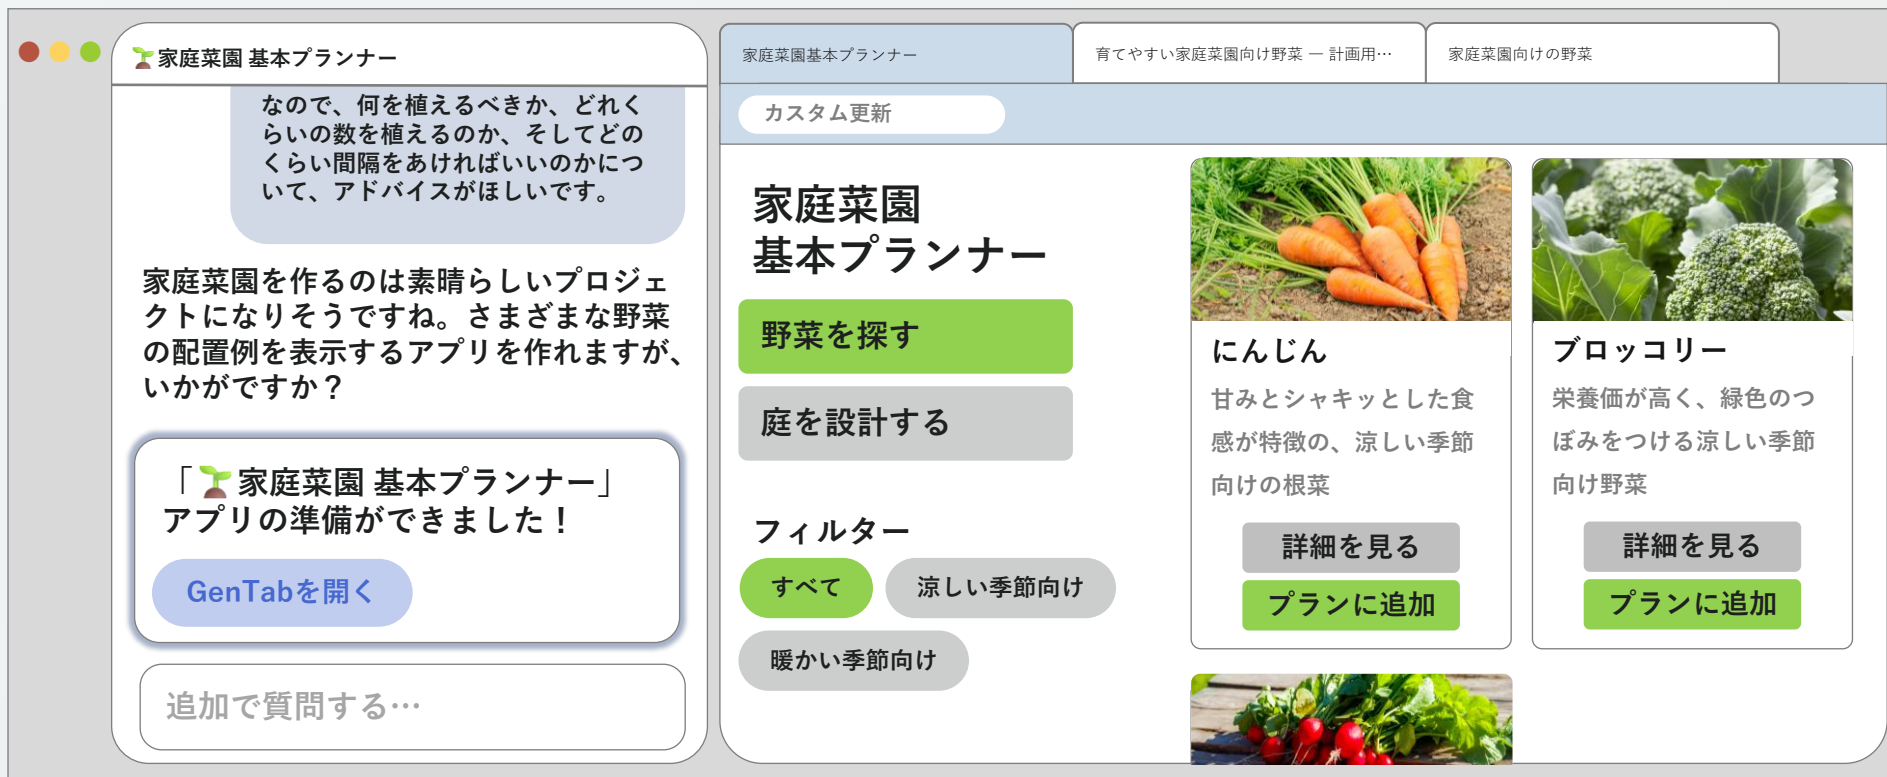 家庭菜園 基本プランナー
なので、何を植えるべきか、どれく
らいの数を植えるのか、そしてどの
くらい間隔をあければいいのかにつ
いて、アドバイスがほしいです。
家庭菜園を作るのは素晴らしいプロジェ
クトになりそうですね。さまざまな野菜
の配置例を表示するアプリを作れますが、
いかがですか？
「🌱家庭菜園 基本プランナー」
アプリの準備ができました！
GenTabを開く
追加で質問する…
家庭菜園基本プランナー
育てやすい家庭菜園向け野菜 — 計画用…
家庭菜園向けの野菜
カスタム更新
家庭菜園
基本プランナー
野菜を探す
庭を設計する
フィルター
すべて
涼しい季節向け
暖かい季節向け
にんじん
甘みとシャキッとした食
感が特徴の、涼しい季節
向けの根菜
詳細を見る
プランに追加
ブロッコリー
栄養価が高く、緑色のつ
ぼみをつける涼しい季節
向け野菜
詳細を見る
プランに追加